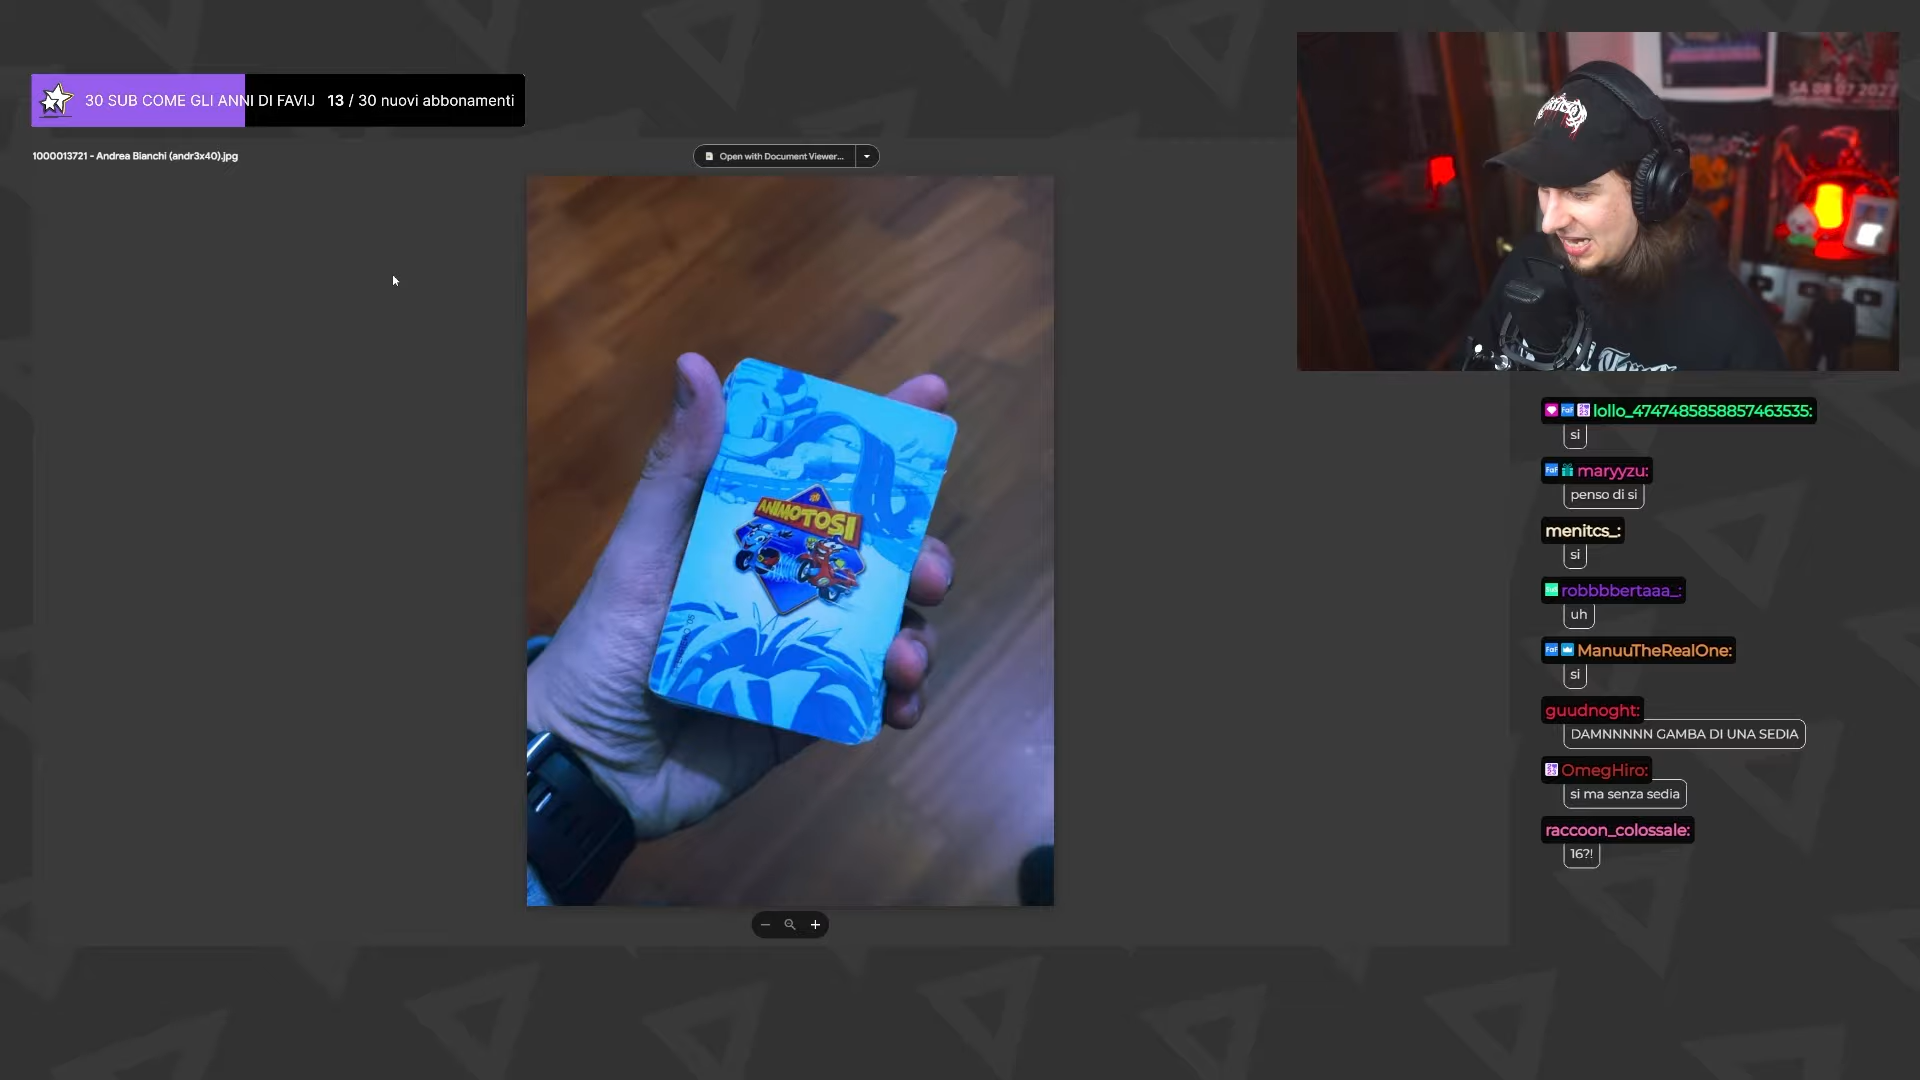 30 SUB COME GLI ANNI DI FAVIJ 13 / 30 nuovi abbonamenti
1000013721 - Andrea Bianchi (andr3x40).jpg
Open with Document Viewer...
ANIMOTOSI
lollo_4747485858857463535:
si
maryyzu:
penso di si
menitcs_:
si
robbbbertaaa_:
uh
ManuuTheRealOne:
si
guudnoght:
DAMNNNNN GAMBA DI UNA SEDIA
OmegHiro:
si ma senza sedia
raccoon_colossale:
16?!